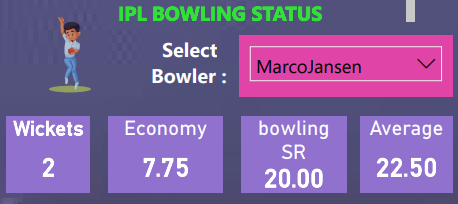 IPL BOWLING STATUS
Select
Bowler :
MarcoJansen
Wickets
2
Economy
7.75
bowling
SR
20.00
Average
22.50